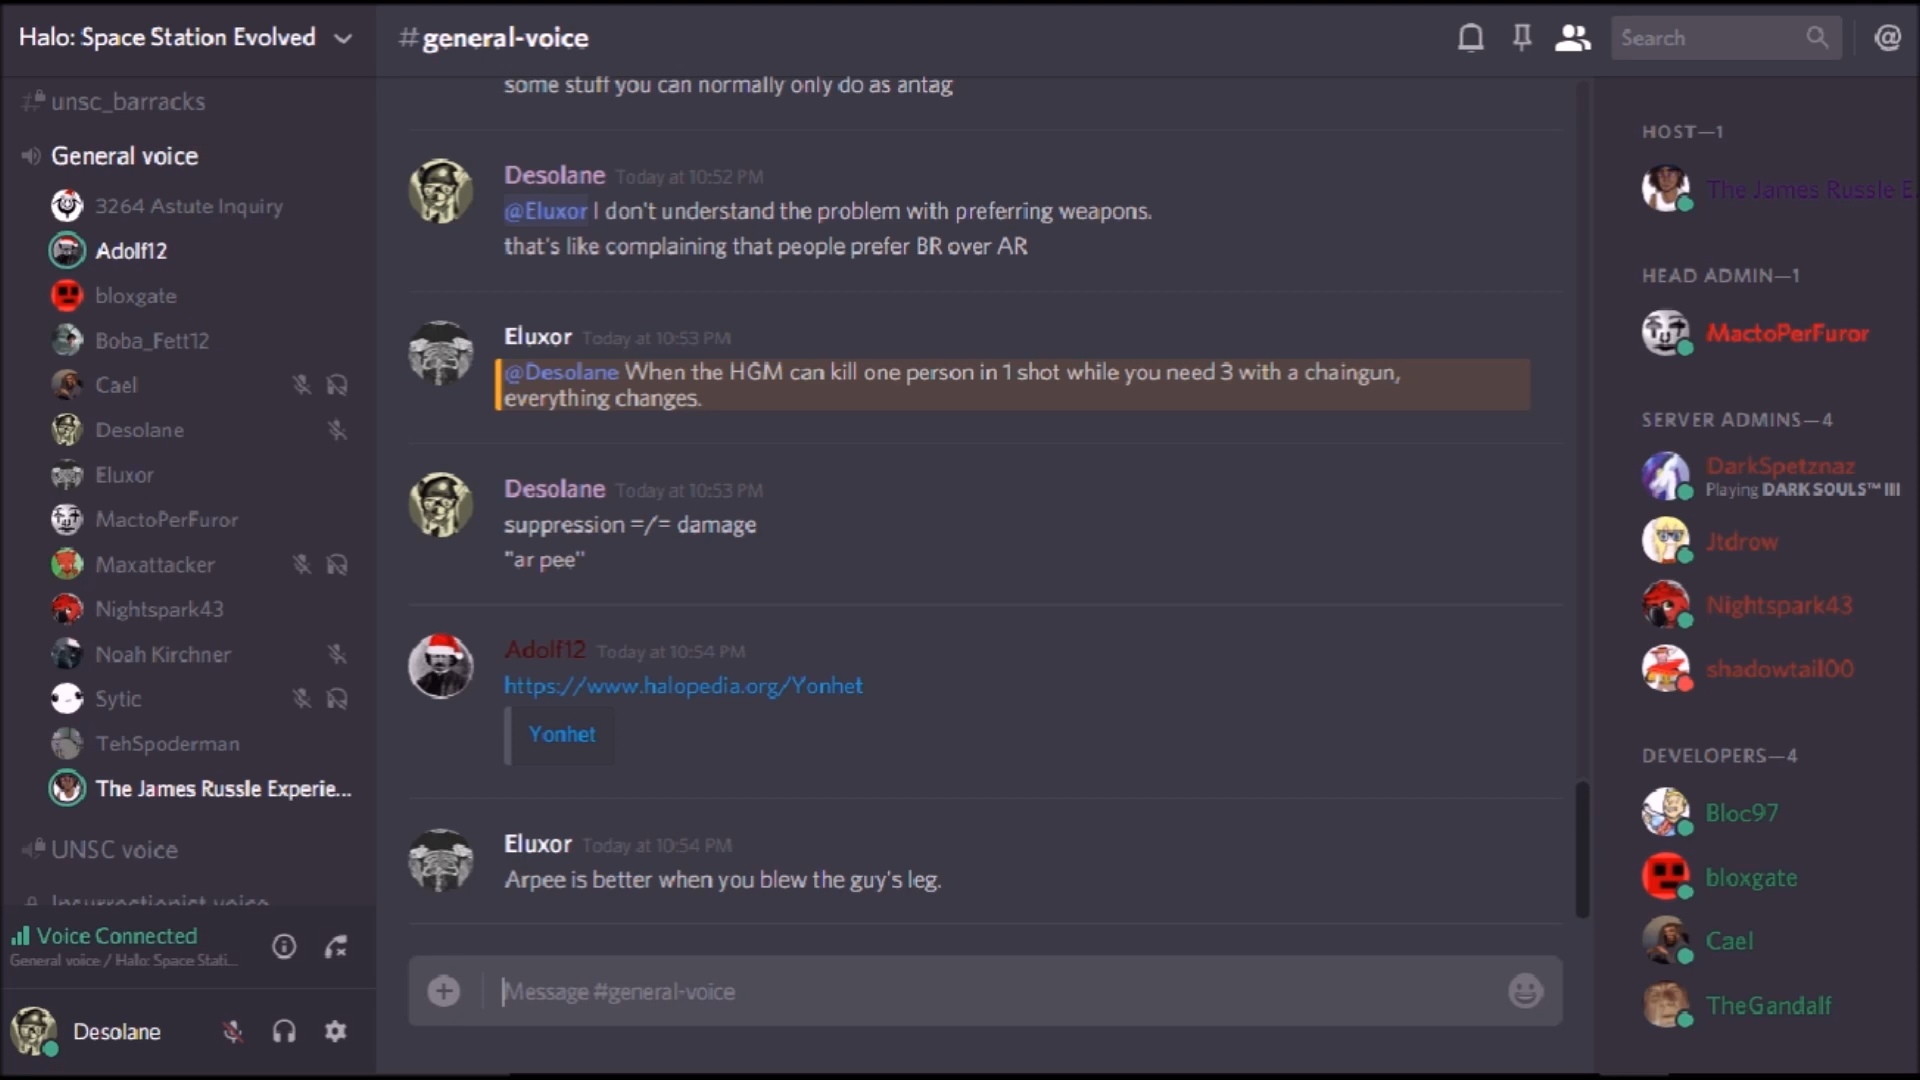 Halo: Space Station Evolved
unsc_barracks
General voice
3264 Astute Inquiry
Adolf12
bloxgate
Boba_Fett12
Cael
Desolane
Eluxor
MactoPerFuror
Maxattacker
Nightspark43
Noah Kirchner
Sytic
TehSpoderman
The James Russle Experie...
UNSC voice
Insurrectionist voice
Voice Connected
General voice / Halo: Space Stati...
Desolane
#general-voice
Search
some stuff you can normally only do as antag
Desolane Today at 10:52 PM
@Eluxor I don't understand the problem with preferring weapons.
that's like complaining that people prefer BR over AR
Eluxor Today at 10:53 PM
@Desolane When the HGM can kill one person in 1 shot while you need 3 with a chaingun,
everything changes.
Desolane Today at 10:53 PM
suppression =/= damage
"ar pee"
Adolf12 Today at 10:54 PM
https://www.halopedia.org/Yonhet
Yonhet
Eluxor Today at 10:54 PM
Arpee is better when you blew the guy's leg.
Message #general-voice
HOST—1
The James Russle E
HEAD ADMIN—1
MactoPerFuror
SERVER ADMINS—4
DarkSpetznaz
Playing DARK SOULS™ III
Jtdrow
Nightspark43
shadowtail00
DEVELOPERS—4
Bloc97
bloxgate
Cael
TheGandalf